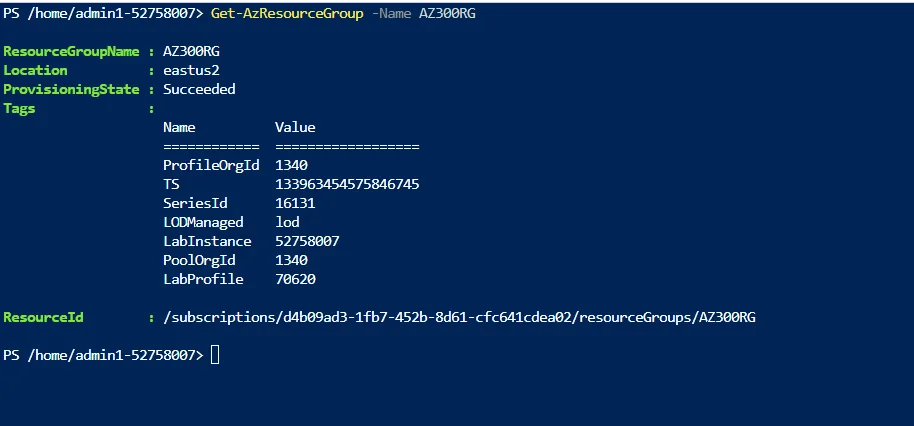 PS /home/admin1-52758007> Get-AzResourceGroup -Name AZ300RG
ResourceGroupName : AZ300RG
Location          : eastus2
ProvisioningState : Succeeded
Tags              :
                    Name          Value
                    ============  ==================
                    ProfileOrgId  1340
                    TS            133963454575846745
                    SeriesId      16131
                    LODManaged    lod
                    LabInstance   52758007
                    PoolOrgId     1340
                    LabProfile    70620
ResourceId        : /subscriptions/d4b09ad3-1fb7-452b-8d61-cfc641cdea02/resourceGroups/AZ300RG
PS /home/admin1-52758007>